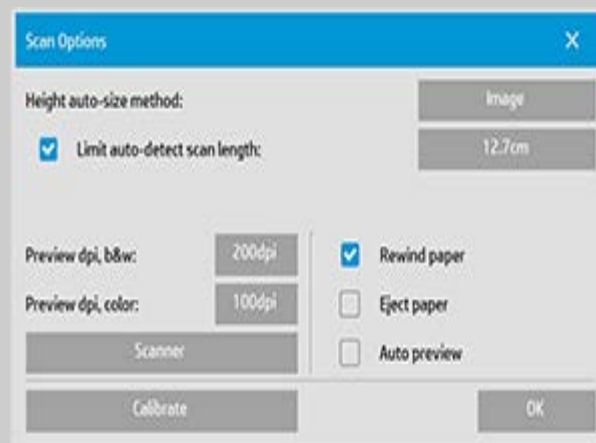 Scan Options
Height auto-size method: Image
Limit auto-detect scan length: 12.7cm
Preview dpi, b&w: 200dpi
Rewind paper
Preview dpi, color: 100dpi
Eject paper
Scanner
Auto preview
Calibrate
OK